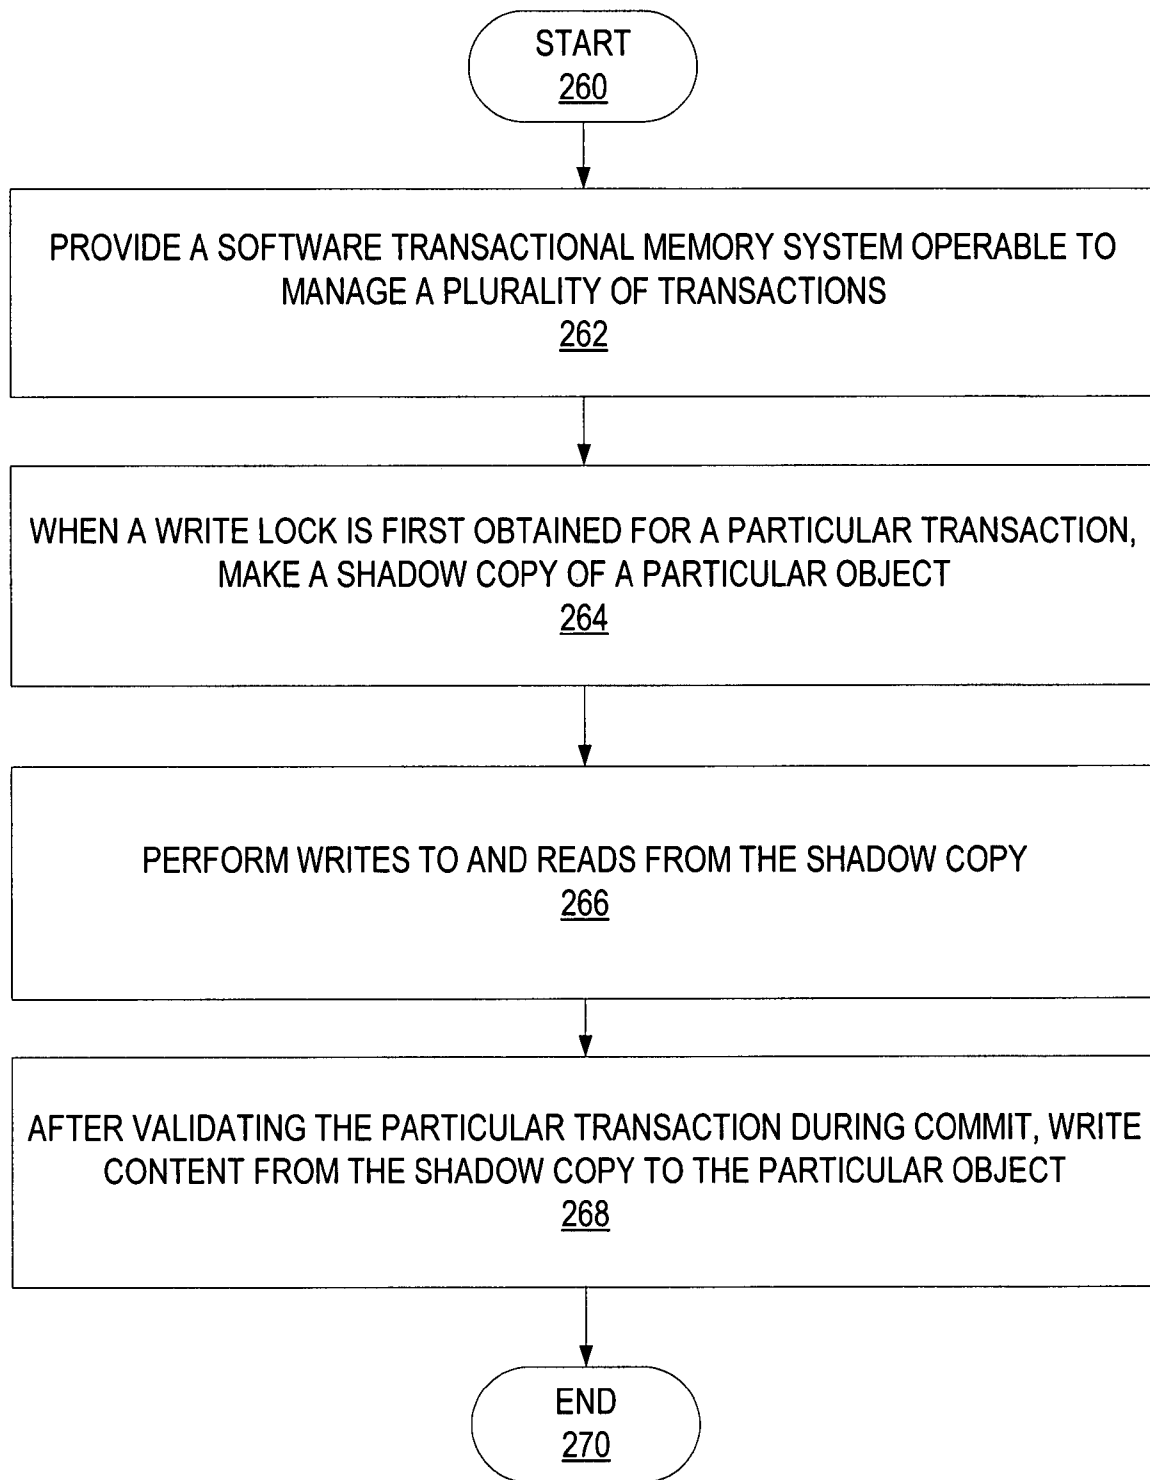 START
260
PROVIDE A SOFTWARE TRANSACTIONAL MEMORY SYSTEM OPERABLE TO
MANAGE A PLURALITY OF TRANSACTIONS
262
WHEN A WRITE LOCK IS FIRST OBTAINED FOR A PARTICULAR TRANSACTION,
MAKE A SHADOW COPY OF A PARTICULAR OBJECT
264
PERFORM WRITES TO AND READS FROM THE SHADOW COPY
266
AFTER VALIDATING THE PARTICULAR TRANSACTION DURING COMMIT, WRITE
CONTENT FROM THE SHADOW COPY TO THE PARTICULAR OBJECT
268
END
270